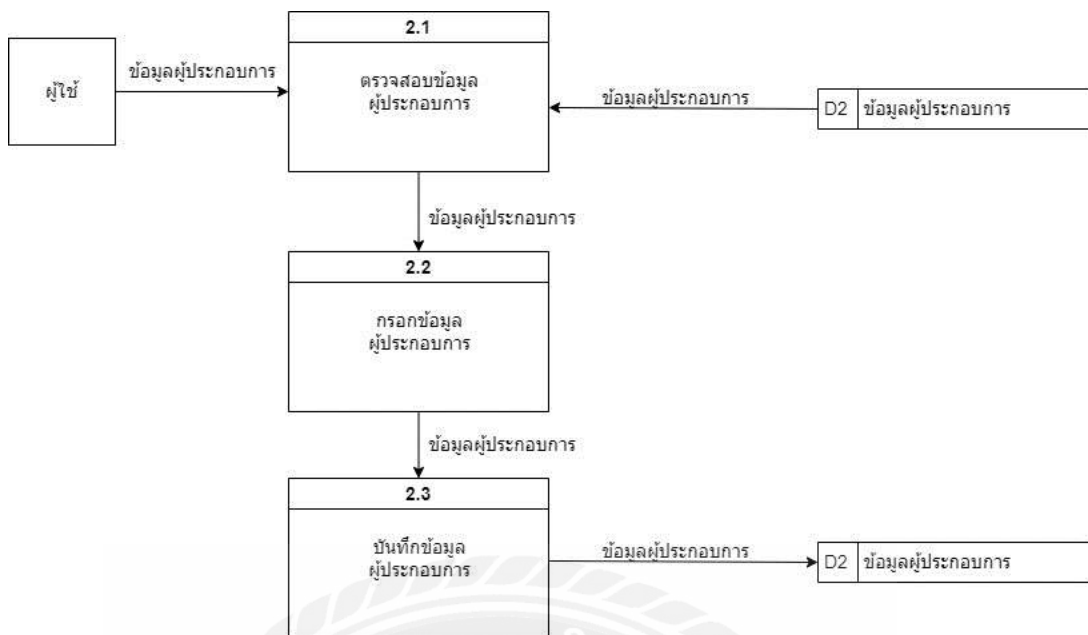 2.1
ผู้ใช้
ข้อมูลผู้ประกอบการ
ตรวจสอบข้อมูล
ผู้ประกอบการ
ข้อมูลผู้ประกอบการ
D2 ข้อมูลผู้ประกอบการ
ข้อมูลผู้ประกอบการ
2.2
กรอกข้อมูล
ผู้ประกอบการ
ข้อมูลผู้ประกอบการ
2.3
บันทึกข้อมูล
ผู้ประกอบการ
ข้อมูลผู้ประกอบการ
D2 ข้อมูลผู้ประกอบการ